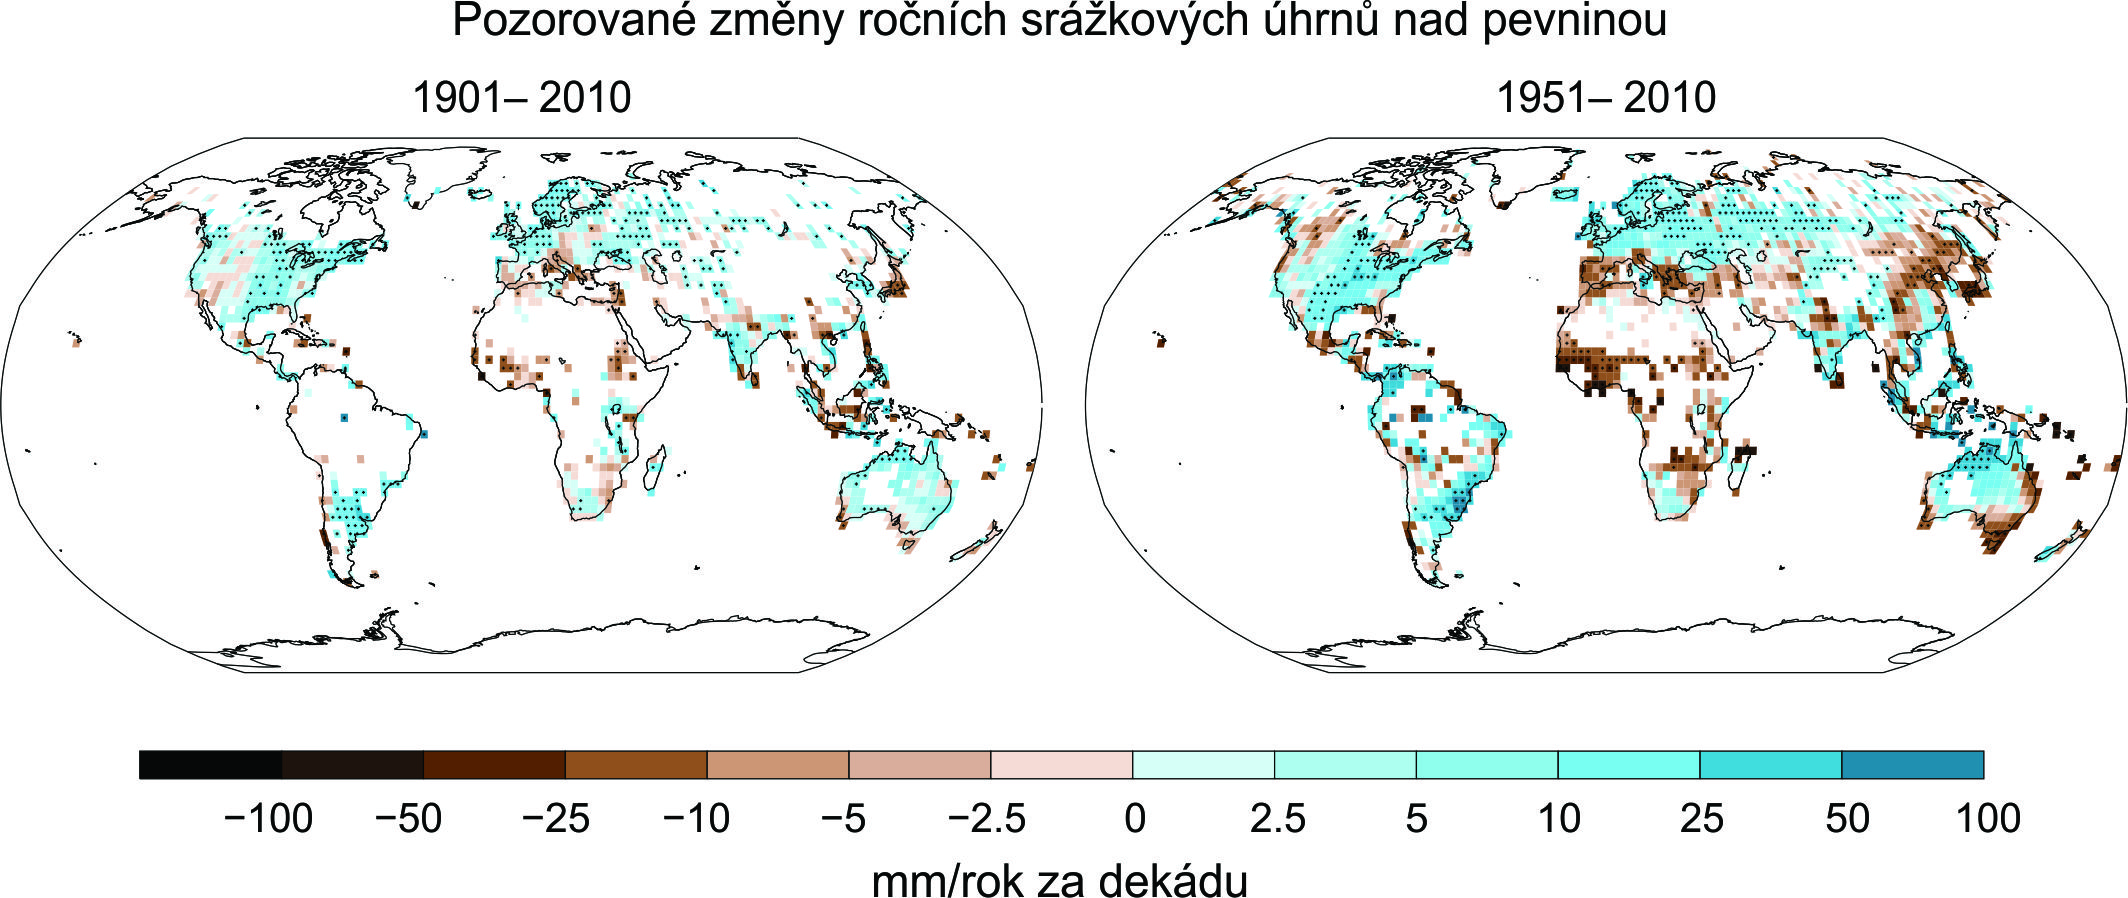 Pozorované změny ročních srážkových úhrnů nad pevninou
1901– 2010
1951– 2010
−100 −50 −25 −10 −5 −2.5 0 2.5 5 10 25 50 100
mm/rok za dekádu